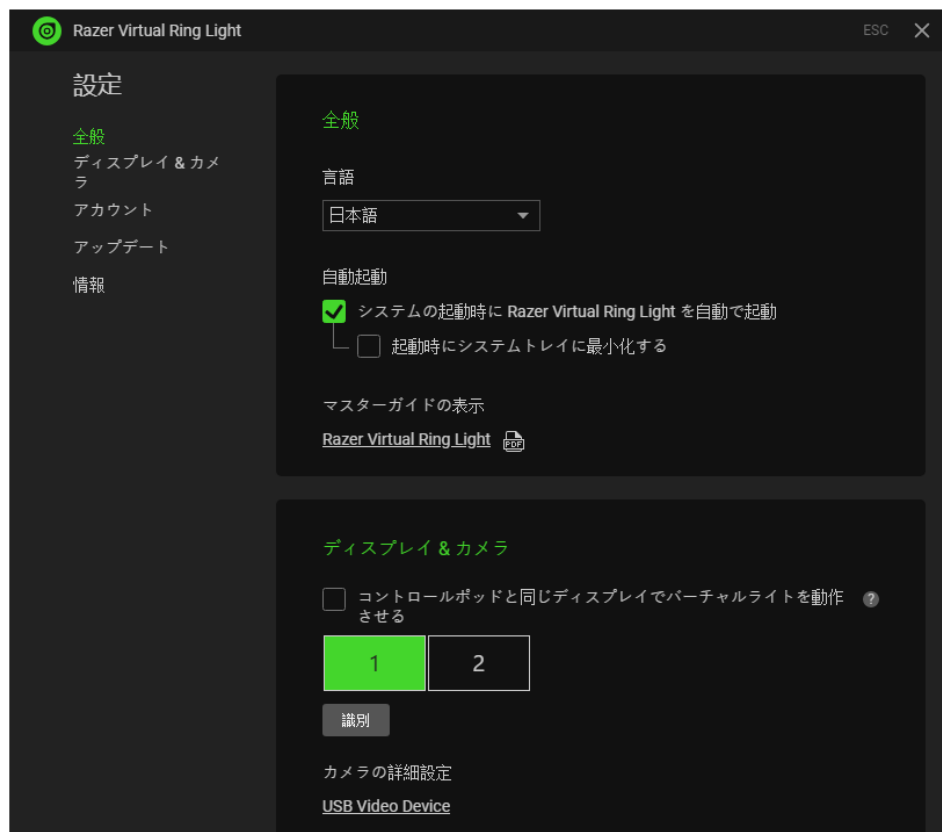 Razer Virtual Ring Light
ESC
設定
全般
ディスプレイ & カメ
ラ
アカウント
アップデート
情報
全般
言語
日本語
自動起動
システムの起動時に Razer Virtual Ring Light を自動で起動
起動時にシステムトレイに最小化する
マスターガイドの表示
Razer Virtual Ring Light
PDF
ディスプレイ & カメラ
コントロールポッドと同じディスプレイでバーチャルライトを動作
させる
?
1
2
識別
カメラの詳細設定
USB Video Device